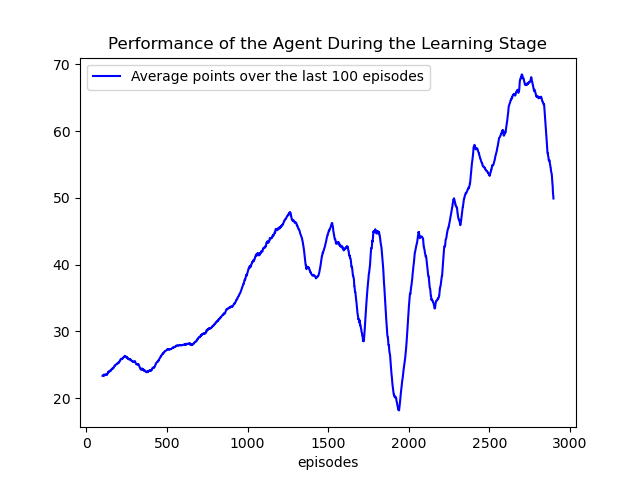 Performance of the Agent During the Learning Stage
Average points over the last 100 episodes
70
60
50
40
30
20
0 500 1000 1500 2000 2500 3000
episodes